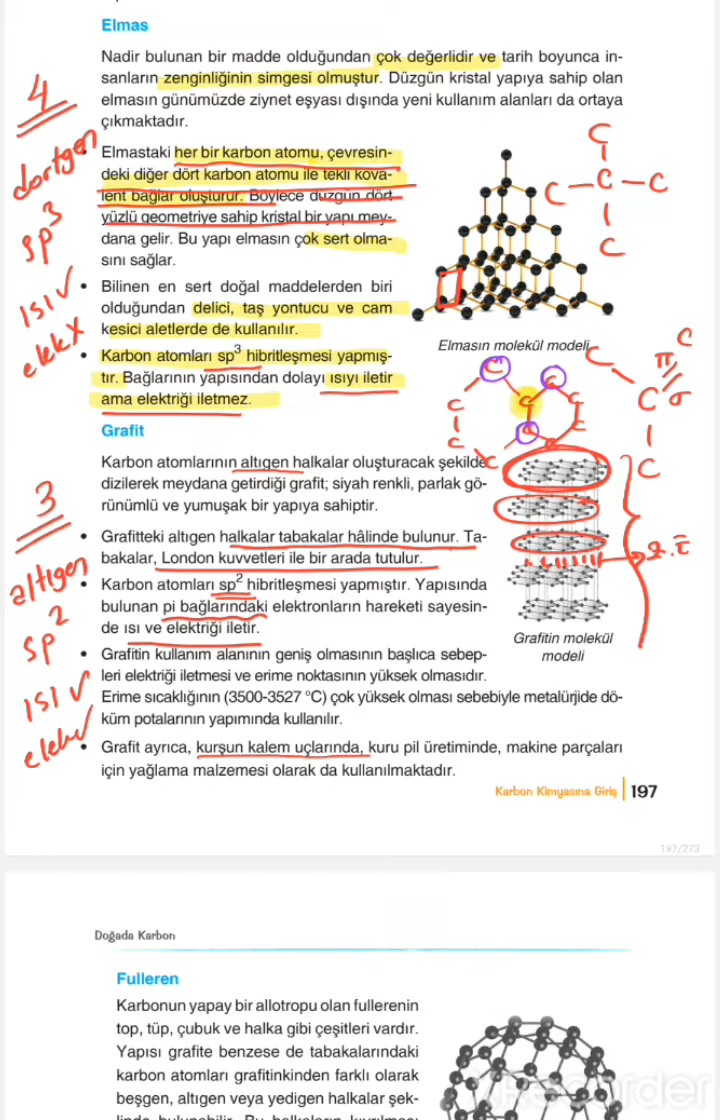 Elmas
Nadir bulunan bir madde olduğundan çok değerlidir ve tarih boyunca in-
sanların zenginliğinin simgesi olmuştur. Düzgün kristal yapıya sahip olan
elmasın günümüzde ziynet eşyası dışında yeni kullanım alanları da ortaya
çıkmaktadır.
4
dörtgen
sp3
ısı ✓
elek X
• Elmastaki her bir karbon atomu, çevresin-
deki diğer dört karbon atomu ile tekli kova-
lent bağlar oluşturur. Böylece düzgün dört
yüzlü geometriye sahip kristal bir yapı mey-
dana gelir. Bu yapı elmasın çok sert olma-
sını sağlar.
• Bilinen en sert doğal maddelerden biri
olduğundan delici, taş yontucu ve cam
kesici aletlerde de kullanılır.
• Karbon atomları sp3 hibritleşmesi yapmış-
tır. Bağlarının yapısından dolayı ısıyı iletir
ama elektriği iletmez.
C
C – C – C
C
Elmasın molekül modeli
C C C C C C C C C
C
C π
C σ
C
Grafit
Karbon atomlarının altıgen halkalar oluşturacak şekilde
dizilerek meydana getirdiği grafit; siyah renkli, parlak gö-
rünümlü ve yumuşak bir yapıya sahiptir.
3
altıgen
sp2
ısı ✓
elek ✓
• Grafitteki altıgen halkalar tabakalar hâlinde bulunur. Ta-
bakalar, London kuvvetleri ile bir arada tutulur.
• Karbon atomları sp2 hibritleşmesi yapmıştır. Yapısında
bulunan pi bağlarındaki elektronların hareketi sayesin-
de ısı ve elektriği iletir.
• Grafitin kullanım alanının geniş olmasının başlıca sebep-
leri elektriği iletmesi ve erime noktasının yüksek olmasıdır.
Erime sıcaklığının (3500-3527 °C) çok yüksek olması sebebiyle metalürjide dö-
küm potalarının yapımında kullanılır.
• Grafit ayrıca, kurşun kalem uçlarında, kuru pil üretiminde, makine parçaları
için yağlama malzemesi olarak da kullanılmaktadır.
Grafitin molekül
modeli
Karbon Kimyasına Giriş 197
197/273
Doğada Karbon
Fulleren
Karbonun yapay bir allotropu olan fullerenin
top, tüp, çubuk ve halka gibi çeşitleri vardır.
Yapısı grafite benzese de tabakalarındaki
karbon atomları grafitinkinden farklı olarak
beşgen, altıgen veya yedigen halkalar şek-
linde bulunabilir. Bu halkaların kıvrılması
Recorder